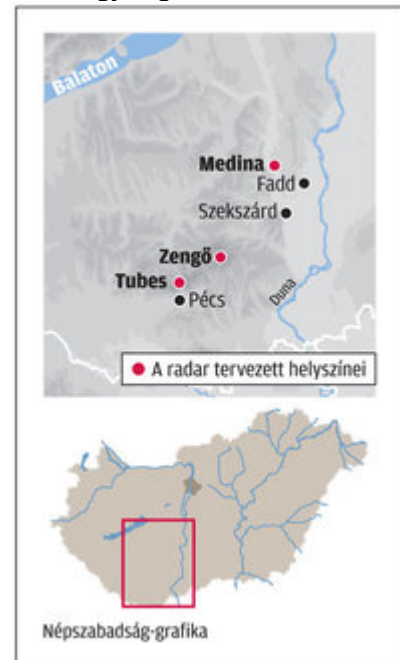 Balaton
Medina
Fadd
Szekszárd
Zengő
Tubes
Pécs
Duna
A radar tervezett helyszínei
Népszabadság-grafika